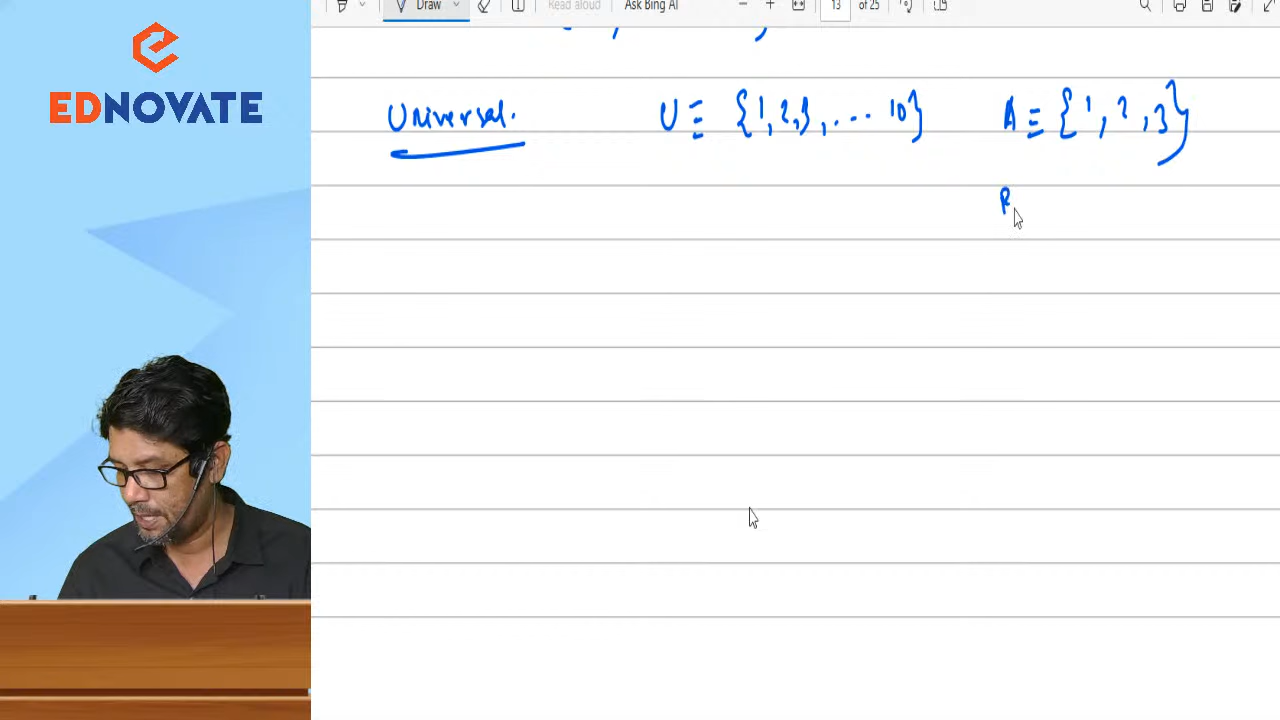 Draw Read aloud Ask Bing AI 13 of 25
EDNOVATE
Universal. U ≡ {1, 2, 3, ... 10} A ≡ {1, 2, 3}